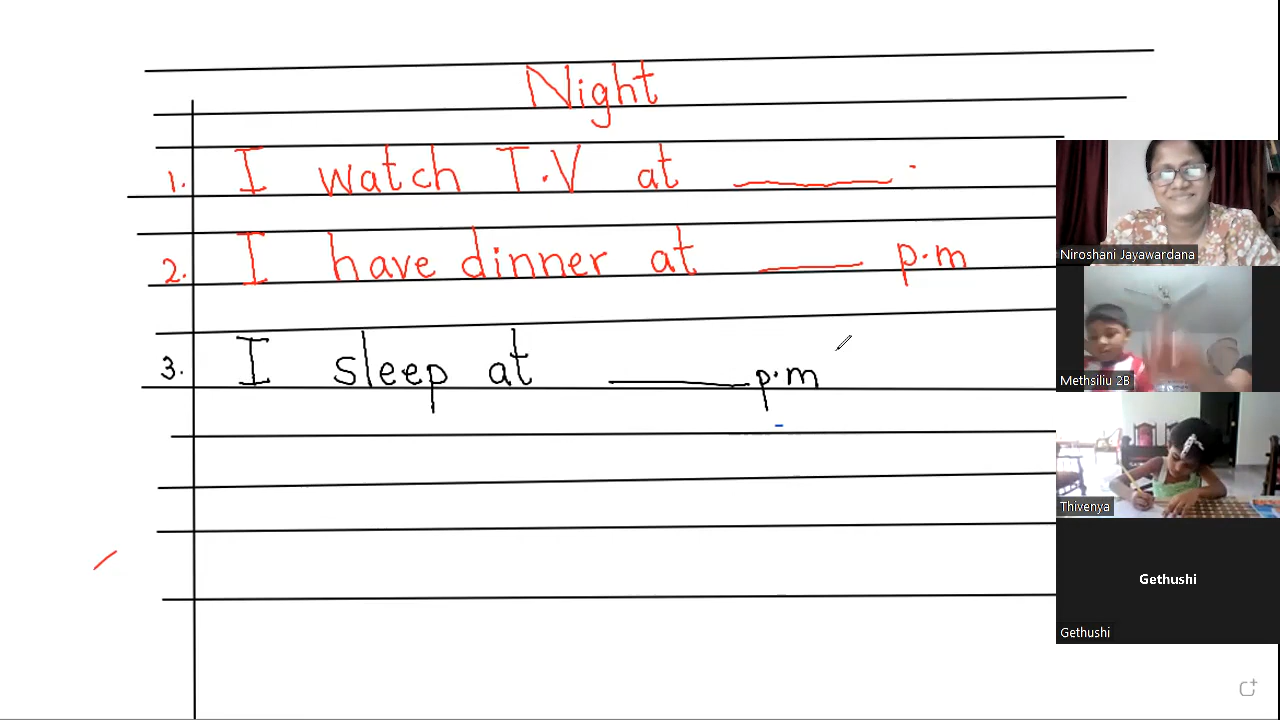 Night
1. I watch T.V at ______ .
2. I have dinner at ______ p.m
3. I sleep at ______ p.m
Niroshani Jayawardana
Methsiliu 2B
Thivenya
Gethushi
Gethushi